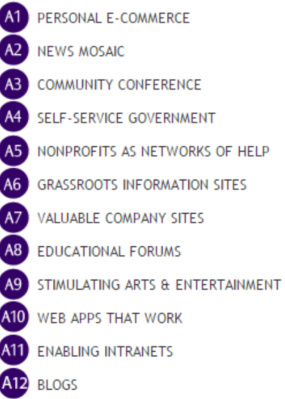 A1 PERSONAL E-COMMERCE
A2 NEWS MOSAIC
A3 COMMUNITY CONFERENCE
A4 SELF-SERVICE GOVERNMENT
A5 NONPROFITS AS NETWORKS OF HELP
A6 GRASSROOTS INFORMATION SITES
A7 VALUABLE COMPANY SITES
A8 EDUCATIONAL FORUMS
A9 STIMULATING ARTS & ENTERTAINMENT
A10 WEB APPS THAT WORK
A11 ENABLING INTRANETS
A12 BLOGS